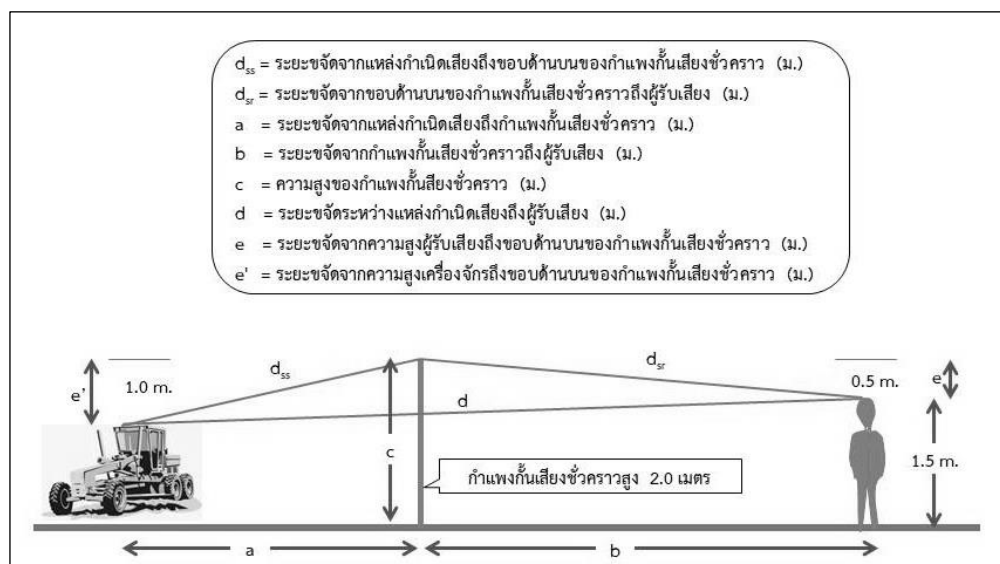 dss = ระยะขจัดจากแหล่งกำเนิดเสียงถึงขอบด้านบนของกำแพงกั้นเสียงชั่วคราว (ม.)
dsr = ระยะขจัดจากขอบด้านบนของกำแพงกั้นเสียงชั่วคราวถึงผู้รับเสียง (ม.)
a = ระยะขจัดจากแหล่งกำเนิดเสียงถึงกำแพงกั้นเสียงชั่วคราว (ม.)
b = ระยะขจัดจากกำแพงกั้นเสียงชั่วคราวถึงผู้รับเสียง (ม.)
c = ความสูงของกำแพงกั้นสียงชั่วคราว (ม.)
d = ระยะขจัดระหว่างแหล่งกำเนิดเสียงถึงผู้รับเสียง (ม.)
e = ระยะขจัดจากความสูงผู้รับเสียงถึงขอบด้านบนของกำแพงกั้นเสียงชั่วคราว (ม.)
e' = ระยะขจัดจากความสูงเครื่องจักรถึงขอบด้านบนของกำแพงกั้นเสียงชั่วคราว (ม.)
e' 1.0 m. dss dsr 0.5 m. e
d
c
กำแพงกั้นเสียงชั่วคราวสูง 2.0 เมตร
1.5 m.
a b